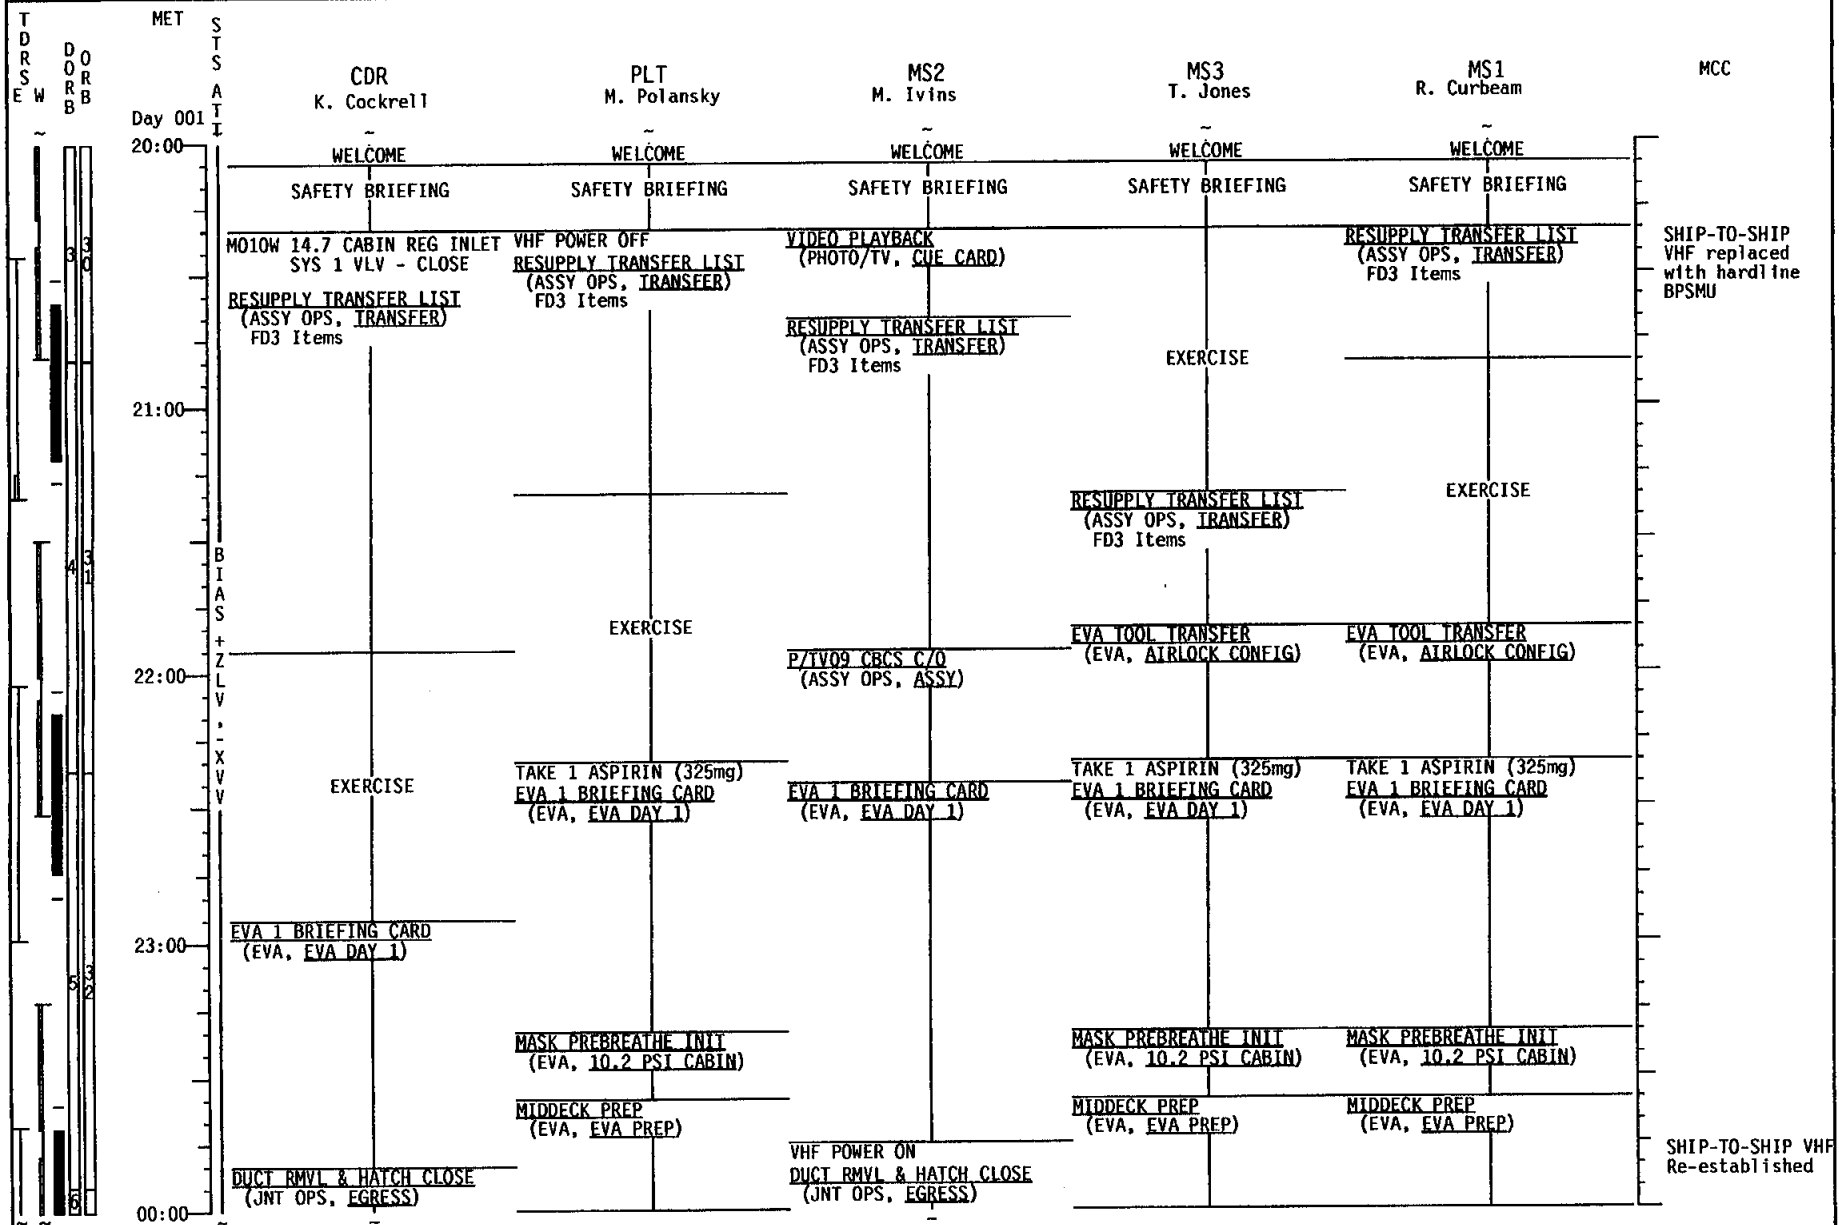 TDRS
E W
DORB
ORB
MET
STS ATT
CDR
K. Cockrell
PLT
M. Polansky
MS2
M. Ivins
MS3
T. Jones
MS1
R. Curbeam
MCC
Day 001
~ ~ ~ ~ ~ ~
20:00
WELCOME WELCOME WELCOME WELCOME WELCOME
SAFETY BRIEFING SAFETY BRIEFING SAFETY BRIEFING SAFETY BRIEFING SAFETY BRIEFING
3
30
MO10W 14.7 CABIN REG INLET
SYS 1 VLV - CLOSE
RESUPPLY TRANSFER LIST
(ASSY OPS, TRANSFER)
FD3 Items
VHF POWER OFF
RESUPPLY TRANSFER LIST
(ASSY OPS, TRANSFER)
FD3 Items
VIDEO PLAYBACK
(PHOTO/TV, CUE CARD)
RESUPPLY TRANSFER LIST
(ASSY OPS, TRANSFER)
FD3 Items
EXERCISE
RESUPPLY TRANSFER LIST
(ASSY OPS, TRANSFER)
FD3 Items
SHIP-TO-SHIP
VHF replaced
with hardline
BPSMU
21:00
RESUPPLY TRANSFER LIST
(ASSY OPS, TRANSFER)
FD3 Items
EXERCISE
4
31
BIAS +ZLV, -XVV
EXERCISE
EVA TOOL TRANSFER
(EVA, AIRLOCK CONFIG)
EVA TOOL TRANSFER
(EVA, AIRLOCK CONFIG)
P/TV09 CBCS C/O
(ASSY OPS, ASSY)
22:00
EXERCISE
TAKE 1 ASPIRIN (325mg)
EVA 1 BRIEFING CARD
(EVA, EVA DAY 1)
EVA 1 BRIEFING CARD
(EVA, EVA DAY 1)
TAKE 1 ASPIRIN (325mg)
EVA 1 BRIEFING CARD
(EVA, EVA DAY 1)
TAKE 1 ASPIRIN (325mg)
EVA 1 BRIEFING CARD
(EVA, EVA DAY 1)
EVA 1 BRIEFING CARD
(EVA, EVA DAY 1)
23:00
5
32
MASK PREBREATHE INIT
(EVA, 10.2 PSI CABIN)
MASK PREBREATHE INIT
(EVA, 10.2 PSI CABIN)
MASK PREBREATHE INIT
(EVA, 10.2 PSI CABIN)
MIDDECK PREP
(EVA, EVA PREP)
MIDDECK PREP
(EVA, EVA PREP)
MIDDECK PREP
(EVA, EVA PREP)
VHF POWER ON
DUCT RMVL & HATCH CLOSE
(JNT OPS, EGRESS)
DUCT RMVL & HATCH CLOSE
(JNT OPS, EGRESS)
SHIP-TO-SHIP VHF
Re-established
6
00:00